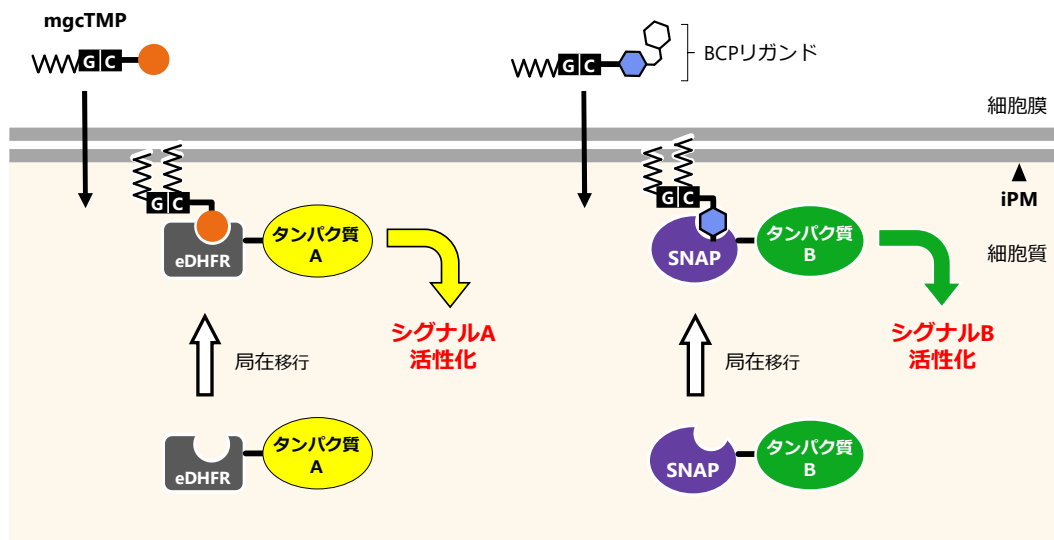 mgcTMP
G C
G C
BCPリガンド
細胞膜
iPM
G C
eDHFR
タンパク質
A
G C
SNAP
タンパク質
B
細胞質
シグナルA
活性化
シグナルB
活性化
局在移行
局在移行
eDHFR
タンパク質
A
SNAP
タンパク質
B